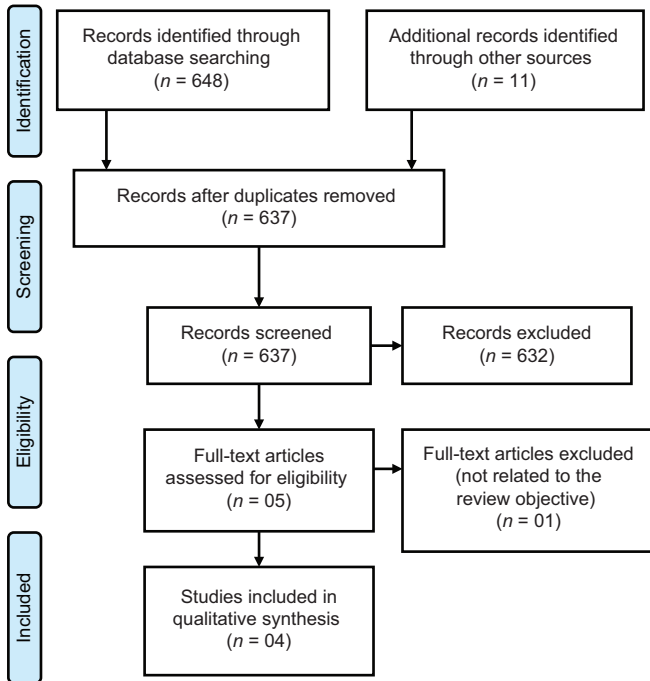 Identification
Records identified through
database searching
(n = 648)
Additional records identified
through other sources
(n = 11)
Screening
Records after duplicates removed
(n = 637)
Records screened
(n = 637)
Records excluded
(n = 632)
Eligibility
Full-text articles
assessed for eligibility
(n = 05)
Full-text articles excluded
(not related to the
review objective)
(n = 01)
Included
Studies included in
qualitative synthesis
(n = 04)